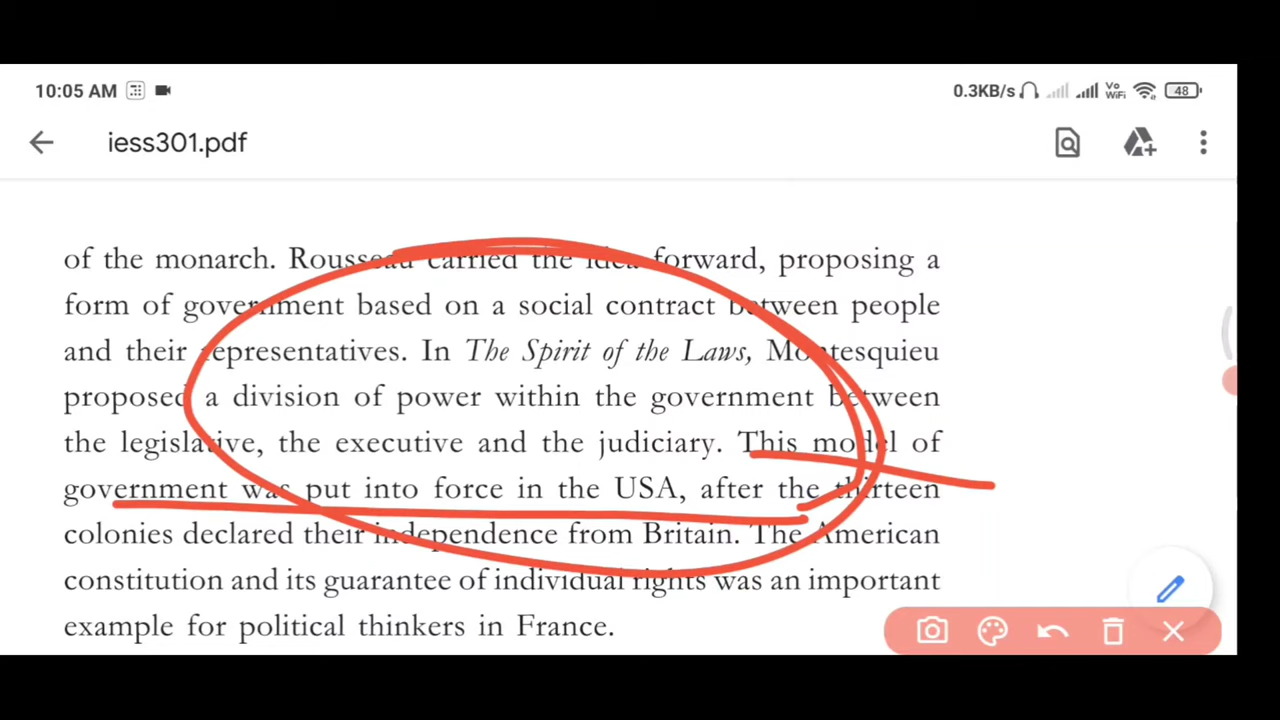 10:05 AM
0.3KB/s
Vo
WiFi
48
iess301.pdf
of the monarch. Rousseau carried the idea forward, proposing a
form of government based on a social contract between people
and their representatives. In The Spirit of the Laws, Montesquieu
proposed a division of power within the government between
the legislative, the executive and the judiciary. This model of
government was put into force in the USA, after the thirteen
colonies declared their independence from Britain. The American
constitution and its guarantee of individual rights was an important
example for political thinkers in France.